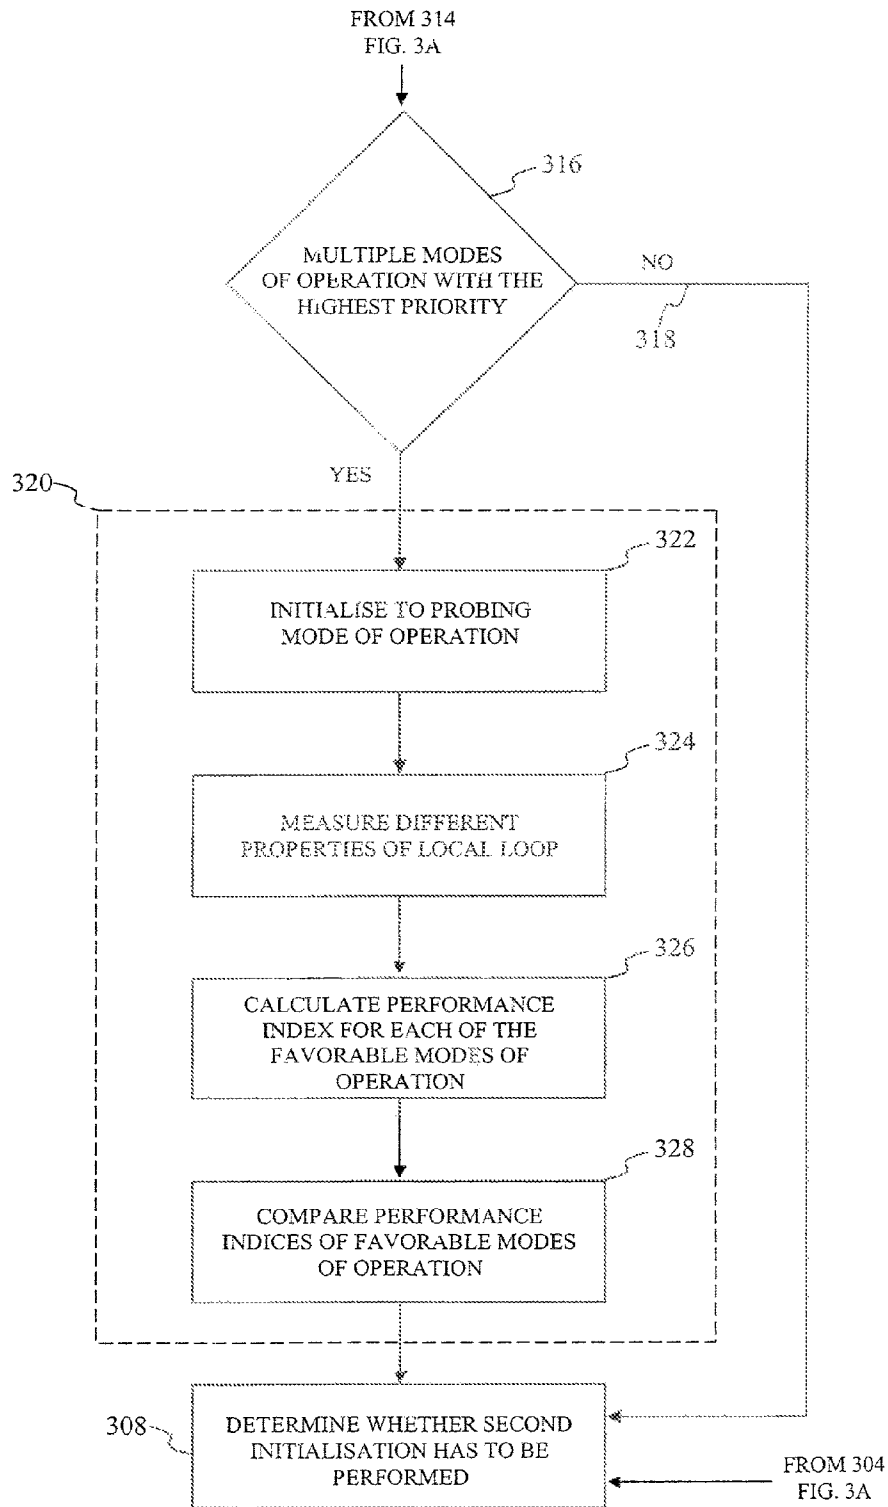 FROM 314
FIG. 3A
316
MULTIPLE MODES
OF OPERATION WITH THE
HIGHEST PRIORITY
NO
318
YES
320
322
INITIALISE TO PROBING
MODE OF OPERATION
324
MEASURE DIFFERENT
PROPERTIES OF LOCAL LOOP
326
CALCULATE PERFORMANCE
INDEX FOR EACH OF THE
FAVORABLE MODES OF
OPERATION
328
COMPARE PERFORMANCE
INDICES OF FAVORABLE MODES
OF OPERATION
308
DETERMINE WHETHER SECOND
INITIALISATION HAS TO BE
PERFORMED
FROM 304
FIG. 3A